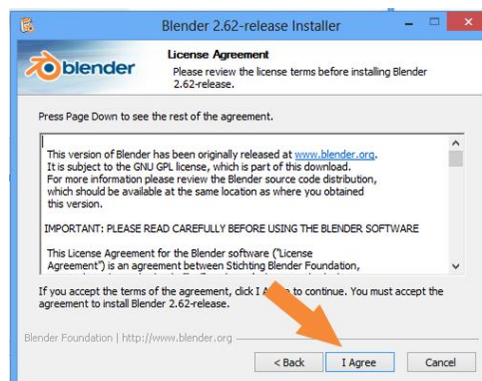 Blender 2.62-release Installer
blender
License Agreement
Please review the license terms before installing Blender
2.62-release.
Press Page Down to see the rest of the agreement.
This version of Blender has been originally released at www.blender.org.
It is subject to the GNU GPL license, which is part of this download.
For more information please review the Blender source code distribution,
which should be available at the same location as where you obtained
this version.
IMPORTANT: PLEASE READ CAREFULLY BEFORE USING THE BLENDER SOFTWARE
This License Agreement for the Blender software ("License
Agreement") is an agreement between Stichting Blender Foundation,
If you accept the terms of the agreement, click I to continue. You must accept the
agreement to install Blender 2.62-release.
Blender Foundation | http://www.blender.org
< Back
I Agree
Cancel